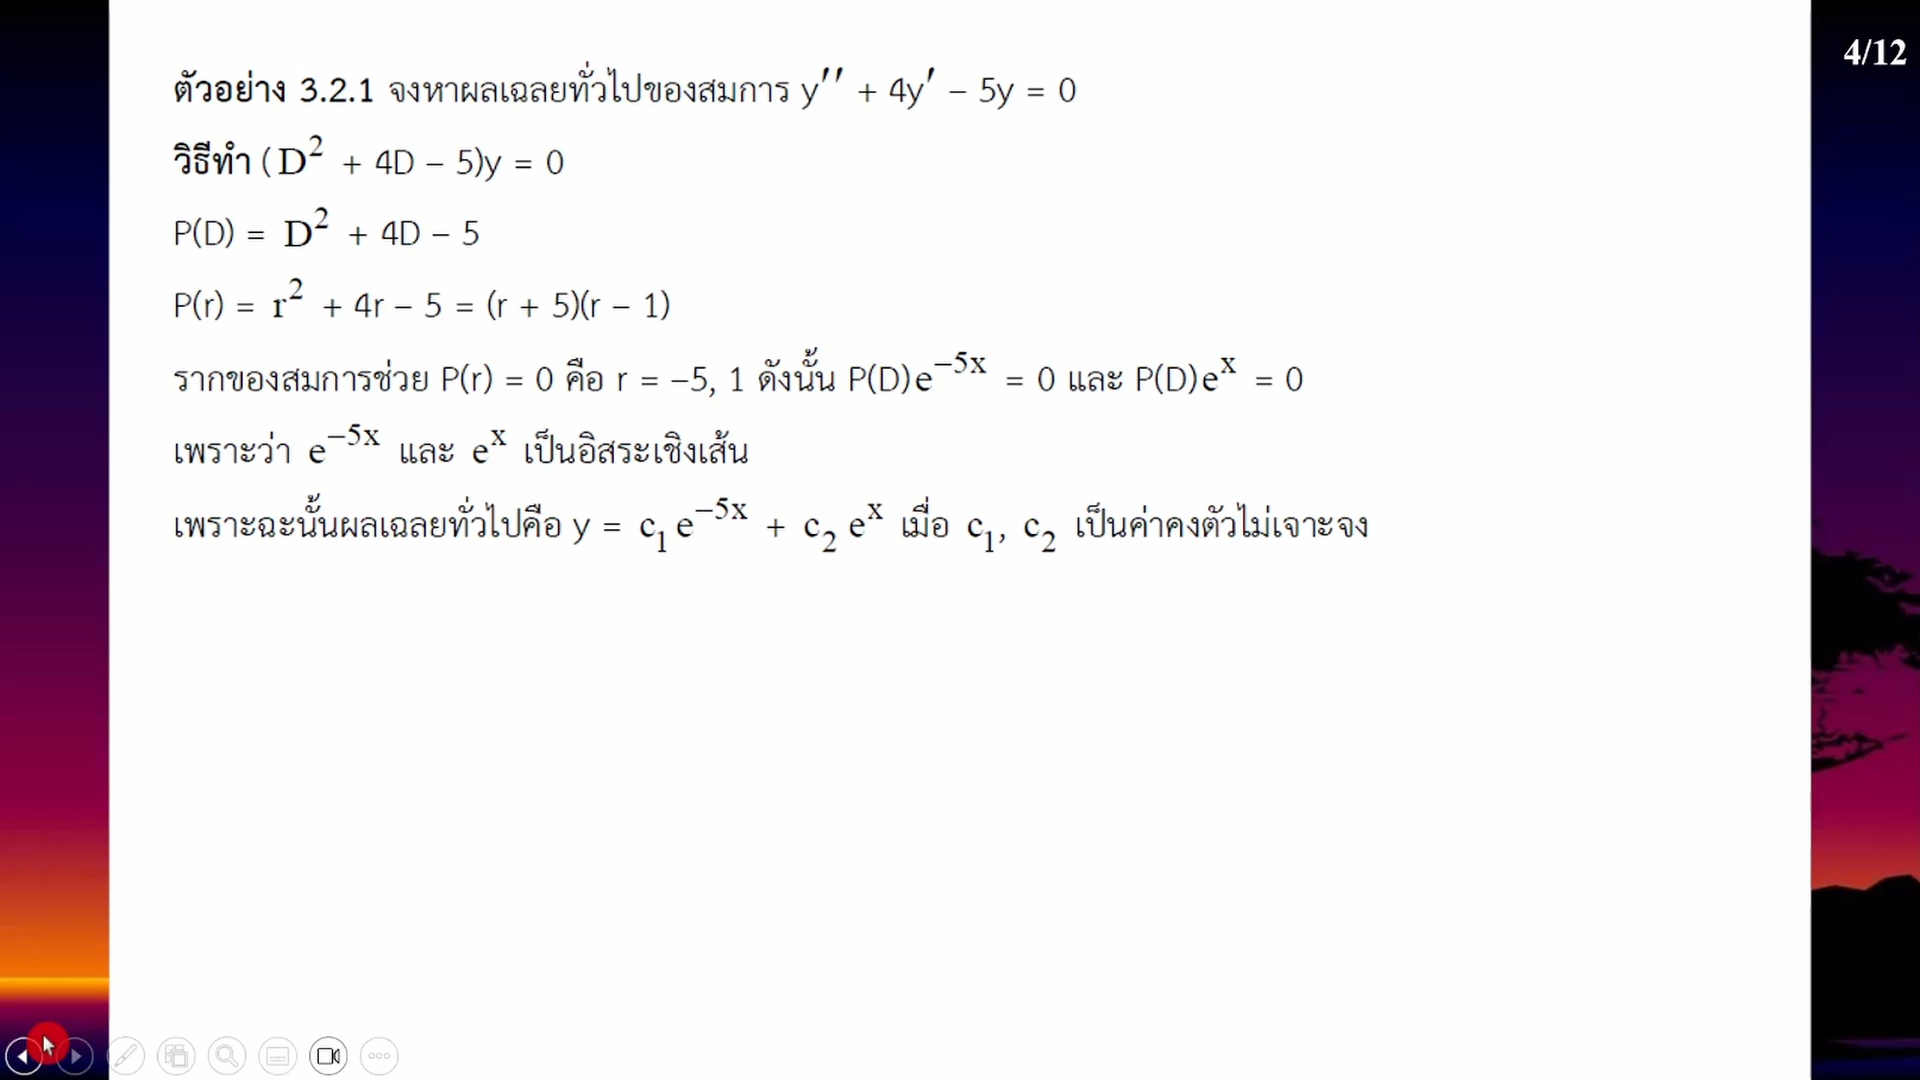 4/12
ตัวอย่าง 3.2.1 จงหาผลเฉลยทั่วไปของสมการ y′′ + 4y′ – 5y = 0
วิธีทำ (D² + 4D – 5)y = 0
P(D) = D² + 4D – 5
P(r) = r² + 4r – 5 = (r + 5)(r – 1)
รากของสมการช่วย P(r) = 0 คือ r = –5, 1 ดังนั้น P(D)e⁻⁵ˣ = 0 และ P(D)eˣ = 0
เพราะว่า e⁻⁵ˣ และ eˣ เป็นอิสระเชิงเส้น
เพราะฉะนั้นผลเฉลยทั่วไปคือ y = c₁e⁻⁵ˣ + c₂eˣ เมื่อ c₁, c₂ เป็นค่าคงตัวไม่เจาะจง